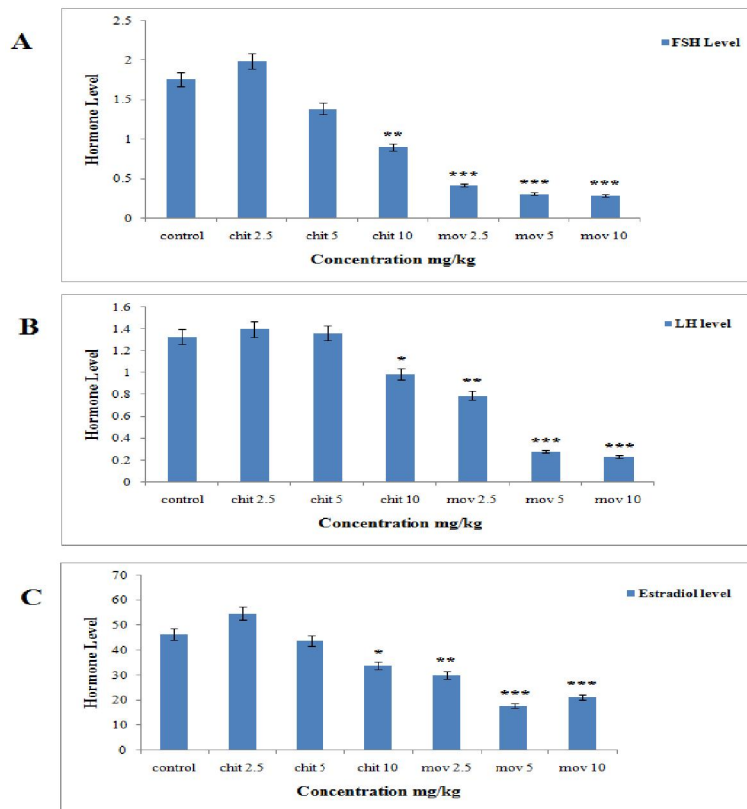 A
FSH Level
Hormone Level
2.5
2
1.5
1
0.5
0
**
***
***
***
control chit 2.5 chit 5 chit 10 mov 2.5 mov 5 mov 10
Concentration mg/kg
B
LH level
Hormone Level
1.6
1.4
1.2
1
0.8
0.6
0.4
0.2
0
*
**
***
***
control chit 2.5 chit 5 chit 10 mov 2.5 mov 5 mov 10
Concentration mg/kg
C
Estradiol level
Hormone Level
70
60
50
40
30
20
10
0
*
**
***
***
control chit 2.5 chit 5 chit 10 mov 2.5 mov 5 mov 10
Concentration mg/kg